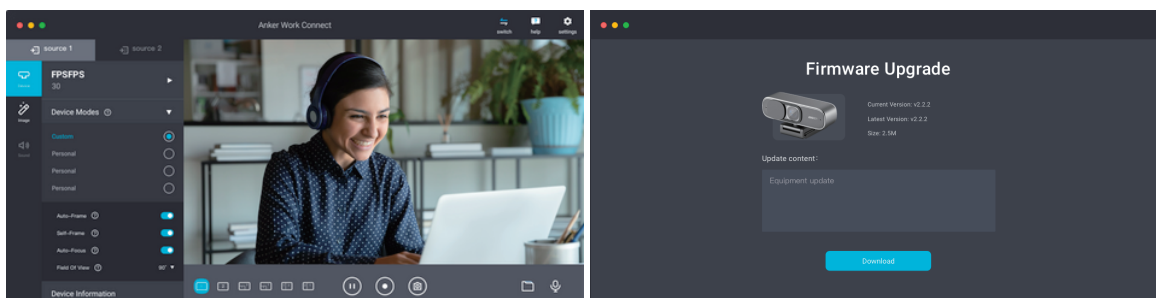 Anker Work Connect
switch
help
settings
source 1
source 2
Device
FPSFPS
30
Device Modes
Image
Custom
Sound
Personal
Personal
Personal
Auto-Frame
Self-Frame
Auto-Focus
Field Of View
90°
Device Information
Firmware Upgrade
Current Version: v2.2.2
Latest Version: v2.2.2
Size: 2.5M
Update content:
Equipment update
Download